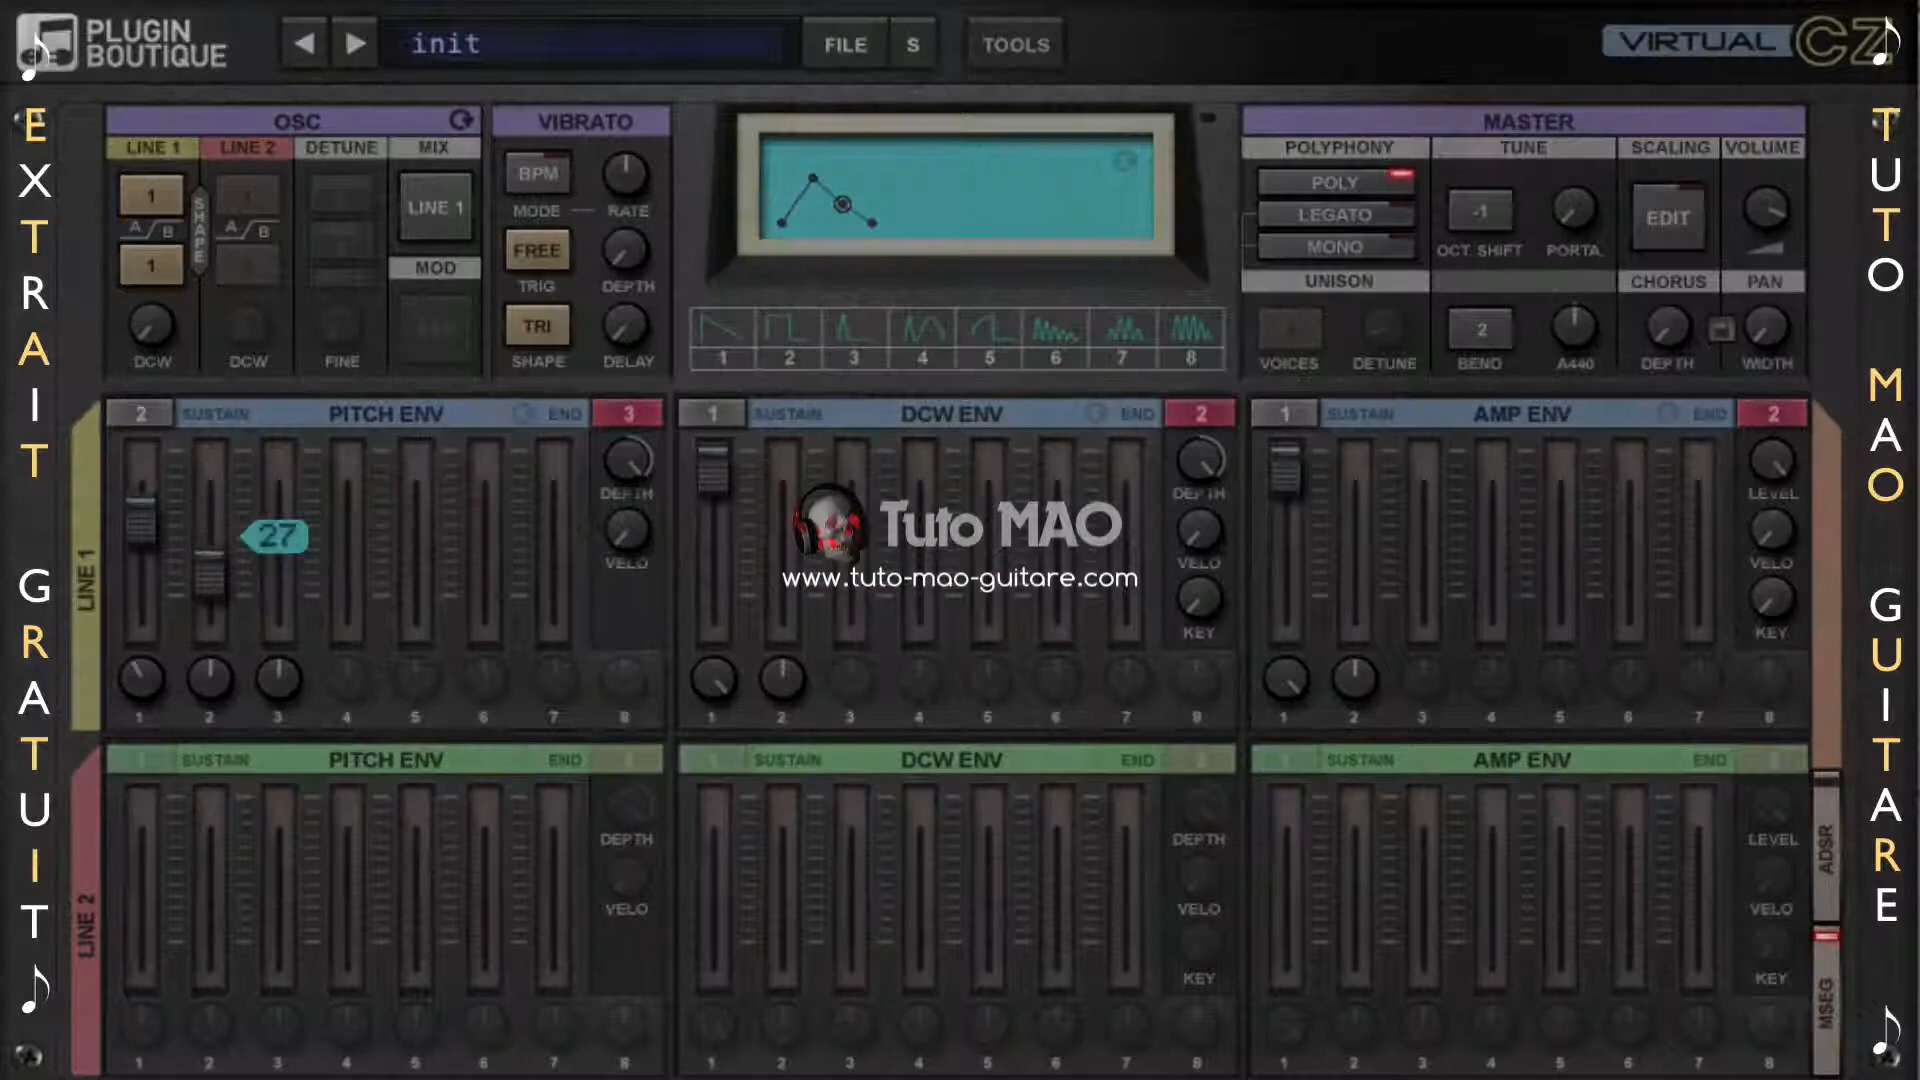 PLUGIN BOUTIQUE
init
FILE S TOOLS
VIRTUAL CZ
EXTRAIT GRATUIT
TUTO MAO GUITARE
OSC
LINE 1 LINE 2 DETUNE MIX
1
A/B A/B
SHAPE
1
LINE 1
MOD
DCW DCW FINE
VIBRATO
BPM
MODE RATE
FREE
TRIG DEPTH
TRI
SHAPE DELAY
1 2 3 4 5 6 7 8
MASTER
POLYPHONY TUNE SCALING VOLUME
POLY
LEGATO
MONO
-1
EDIT
OCT. SHIFT PORTA.
UNISON CHORUS PAN
2
VOICES DETUNE BEND A440 DEPTH WIDTH
LINE 1
2 SUSTAIN PITCH ENV END 3
27
DEPTH
VELO
1 2 3 4 5 6 7 8
1 SUSTAIN DCW ENV END 2
DEPTH
VELO
KEY
1 2 3 4 5 6 7 8
1 SUSTAIN AMP ENV END 2
LEVEL
VELO
KEY
1 2 3 4 5 6 7 8
Tuto MAO
www.tuto-mao-guitare.com
LINE 2
SUSTAIN PITCH ENV END
DEPTH
VELO
1 2 3 4 5 6 7 8
SUSTAIN DCW ENV END
DEPTH
VELO
KEY
1 2 3 4 5 6 7 8
SUSTAIN AMP ENV END
LEVEL
VELO
KEY
1 2 3 4 5 6 7 8
ADSR
MSEG